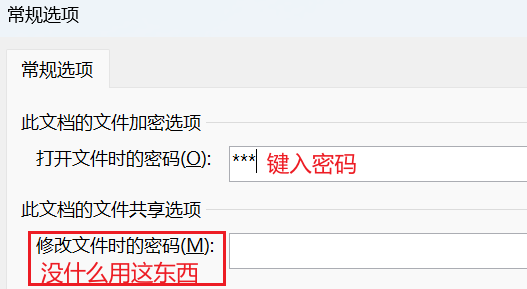 常规选项
常规选项
此文档的文件加密选项
打开文件时的密码(O): *** 键入密码
此文档的文件共享选项
修改文件时的密码(M):
没什么用这东西